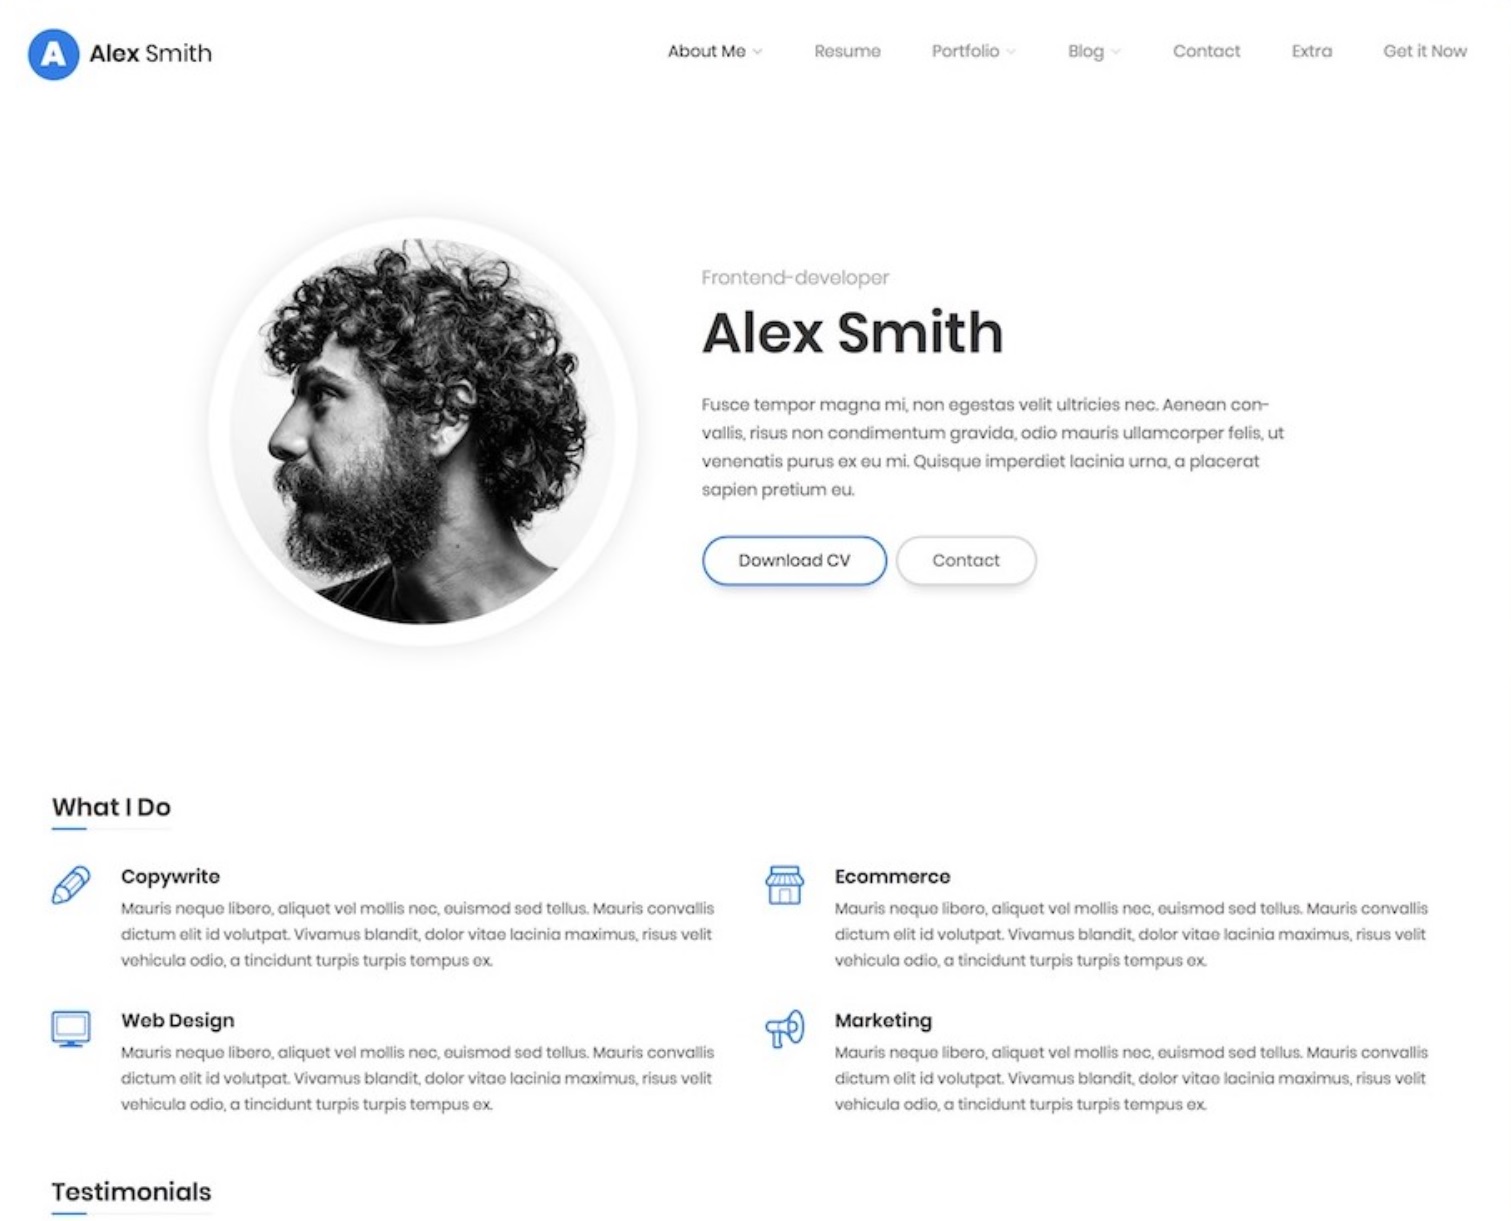 A Alex Smith
About Me Resume Portfolio Blog Contact Extra Get it Now
Frontend-developer
Alex Smith
Fusce tempor magna mi, non egestas velit ultricies nec. Aenean con-
vallis, risus non condimentum gravida, odio mauris ullamcorper felis, ut
venenatis purus ex eu mi. Quisque imperdiet lacinia urna, a placerat
sapien pretium eu.
Download CV Contact
What I Do
Copywrite
Mauris neque libero, aliquet vel mollis nec, euismod sed tellus. Mauris convallis
dictum elit id volutpat. Vivamus blandit, dolor vitae lacinia maximus, risus velit
vehicula odio, a tincidunt turpis turpis tempus ex.
Ecommerce
Mauris neque libero, aliquet vel mollis nec, euismod sed tellus. Mauris convallis
dictum elit id volutpat. Vivamus blandit, dolor vitae lacinia maximus, risus velit
vehicula odio, a tincidunt turpis turpis tempus ex.
Web Design
Mauris neque libero, aliquet vel mollis nec, euismod sed tellus. Mauris convallis
dictum elit id volutpat. Vivamus blandit, dolor vitae lacinia maximus, risus velit
vehicula odio, a tincidunt turpis turpis tempus ex.
Marketing
Mauris neque libero, aliquet vel mollis nec, euismod sed tellus. Mauris convallis
dictum elit id volutpat. Vivamus blandit, dolor vitae lacinia maximus, risus velit
vehicula odio, a tincidunt turpis turpis tempus ex.
Testimonials